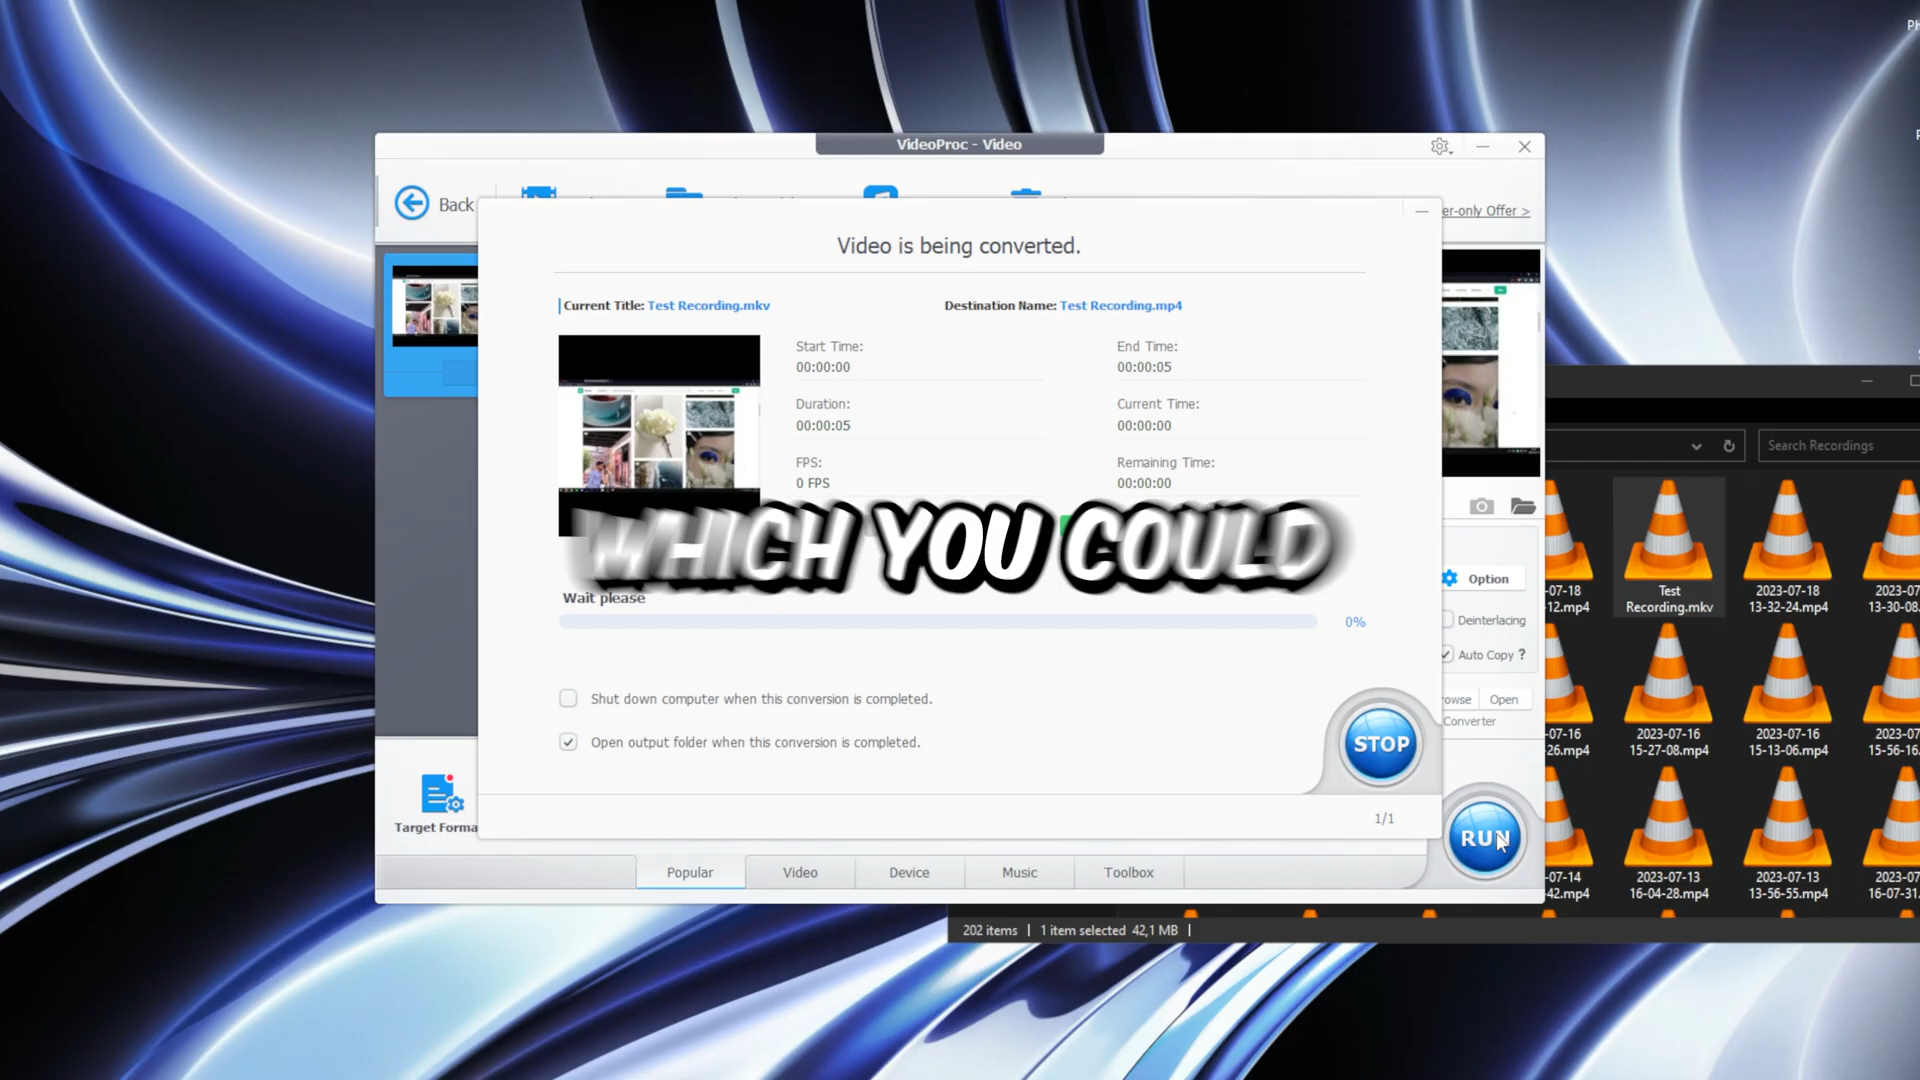 VideoProc - Video
Back
er-only Offer >
Video is being converted.
Current Title: Test Recording.mkv
Destination Name: Test Recording.mp4
Start Time:
00:00:00
End Time:
00:00:05
Duration:
00:00:05
Current Time:
00:00:00
FPS:
0 FPS
Remaining Time:
00:00:00
WHICH YOU COULD
Wait please
0%
Shut down computer when this conversion is completed.
Open output folder when this conversion is completed.
STOP
1/1
Target Forma
RUN
Popular
Video
Device
Music
Toolbox
Option
Deinterlacing
Auto Copy ?
owse
Open
Converter
Search Recordings
-07-18
12.mp4
Test
Recording.mkv
2023-07-18
13-32-24.mp4
2023-07
13-30-08.
-07-16
26.mp4
2023-07-16
15-27-08.mp4
2023-07-16
15-13-06.mp4
2023-07
15-56-16.
-07-14
42.mp4
2023-07-13
16-04-28.mp4
2023-07-13
13-56-55.mp4
2023-07
16-07-31.
202 items | 1 item selected 42,1 MB |